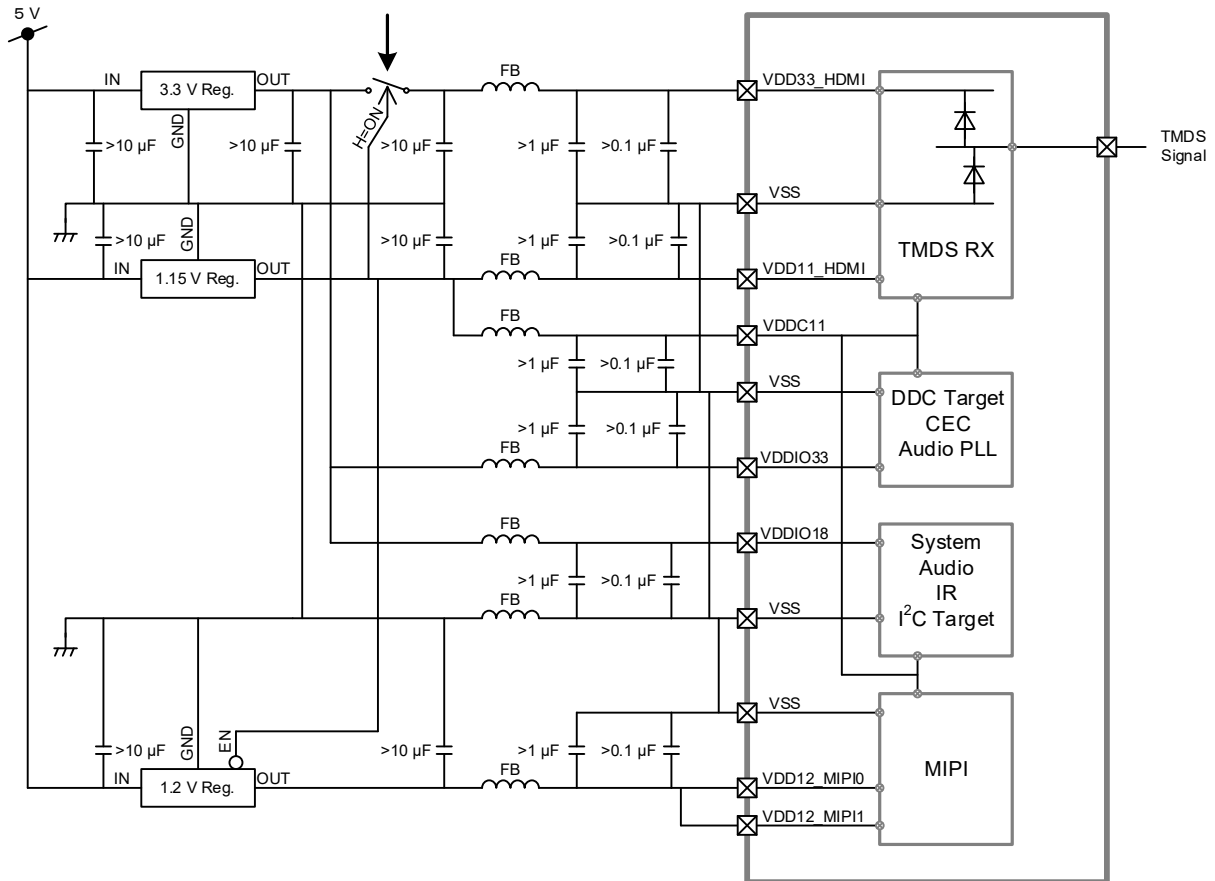 5 V
IN
3.3 V Reg.
OUT
GND
H=ON
FB
VDD33_HDMI
>10 µF
>10 µF
>10 µF
>1 µF
>0.1 µF
TMDS
Signal
VSS
GND
>10 µF
>10 µF
>1 µF
>0.1 µF
TMDS RX
IN
1.15 V Reg.
OUT
FB
VDD11_HDMI
FB
VDDC11
>1 µF
>0.1 µF
VSS
DDC Target
CEC
Audio PLL
>1 µF
>0.1 µF
FB
VDDIO33
FB
VDDIO18
System
Audio
IR
I2C Target
>1 µF
>0.1 µF
FB
VSS
VSS
GND
EN
>10 µF
>10 µF
>1 µF
>0.1 µF
MIPI
IN
1.2 V Reg.
OUT
FB
VDD12_MIPI0
VDD12_MIPI1